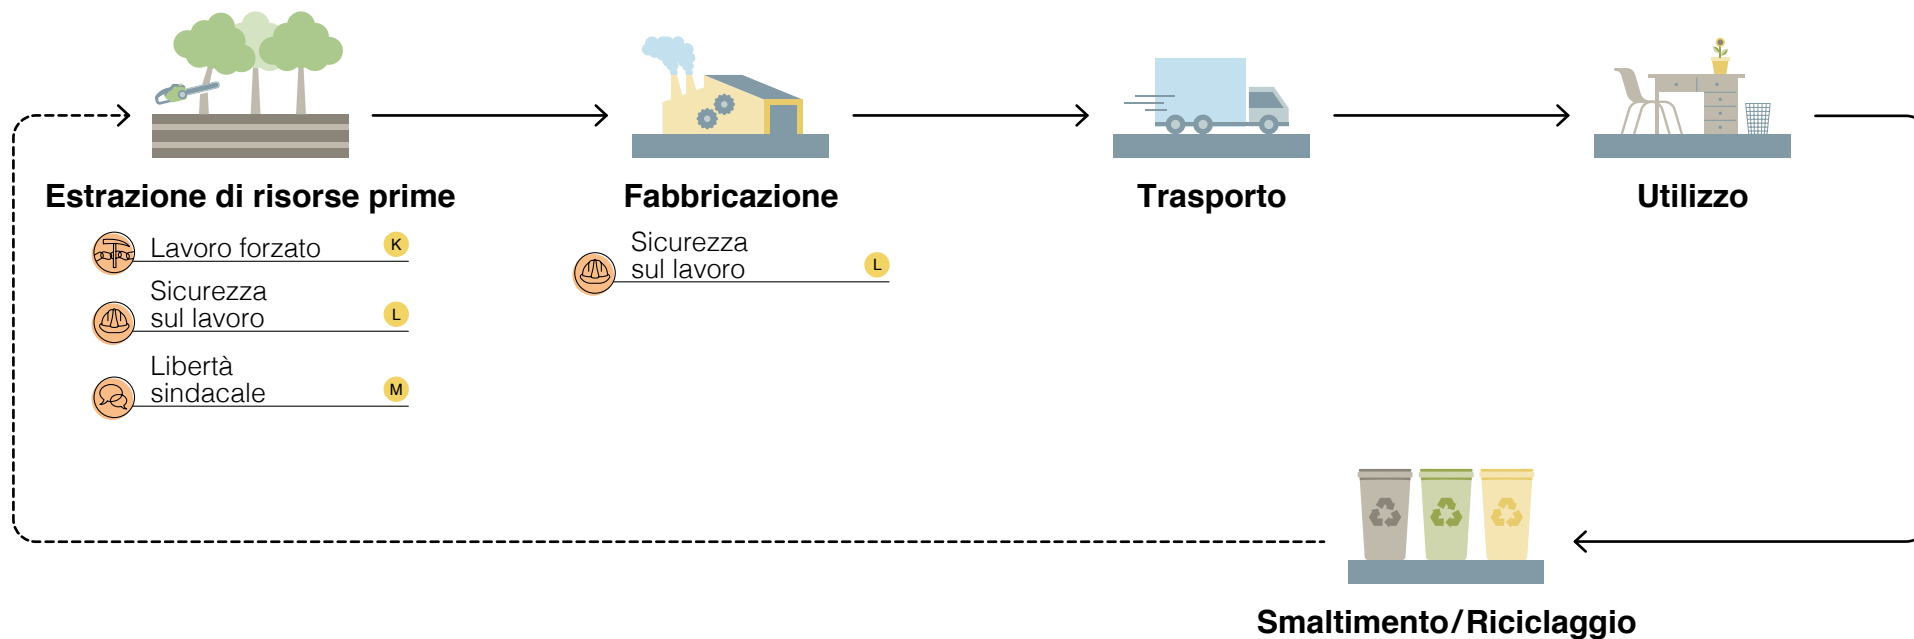 Estrazione di risorse prime
Lavoro forzato K
Sicurezza
sul lavoro L
Libertà
sindacale M
Fabbricazione
Sicurezza
sul lavoro L
Trasporto
Utilizzo
Smaltimento/Riciclaggio